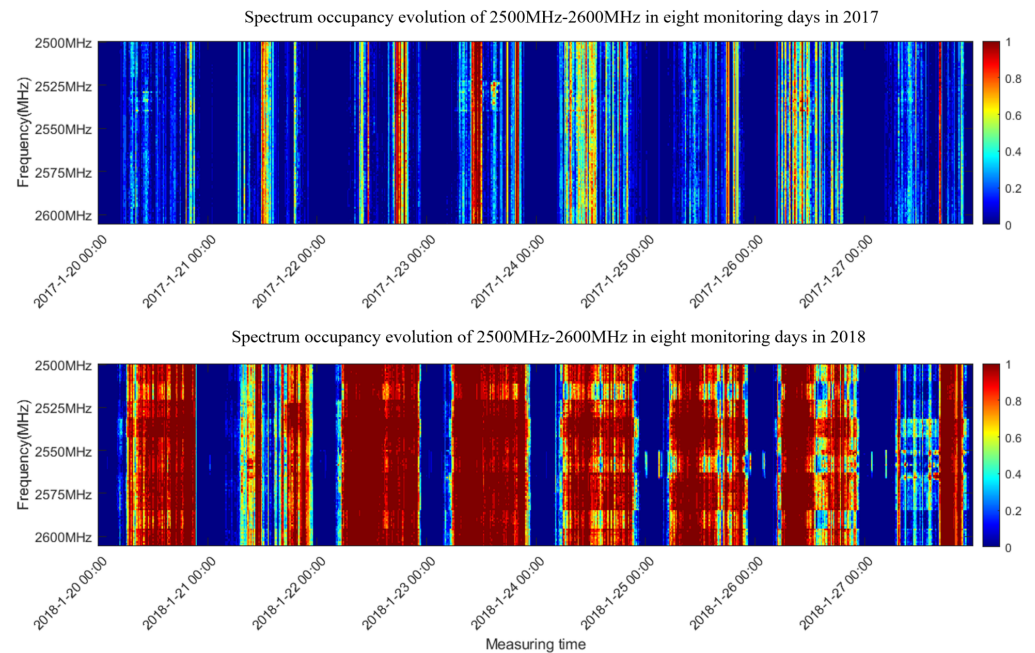 Spectrum occupancy evolution of 2500MHz-2600MHz in eight monitoring days in 2017
Frequency(MHz)
2500MHz
2525MHz
2550MHz
2575MHz
2600MHz
1
0.8
0.6
0.4
0.2
0
2017-1-20 00:00
2017-1-21 00:00
2017-1-22 00:00
2017-1-23 00:00
2017-1-24 00:00
2017-1-25 00:00
2017-1-26 00:00
2017-1-27 00:00
Spectrum occupancy evolution of 2500MHz-2600MHz in eight monitoring days in 2018
Frequency(MHz)
2500MHz
2525MHz
2550MHz
2575MHz
2600MHz
1
0.8
0.6
0.4
0.2
0
2018-1-20 00:00
2018-1-21 00:00
2018-1-22 00:00
2018-1-23 00:00
2018-1-24 00:00
2018-1-25 00:00
2018-1-26 00:00
2018-1-27 00:00
Measuring time